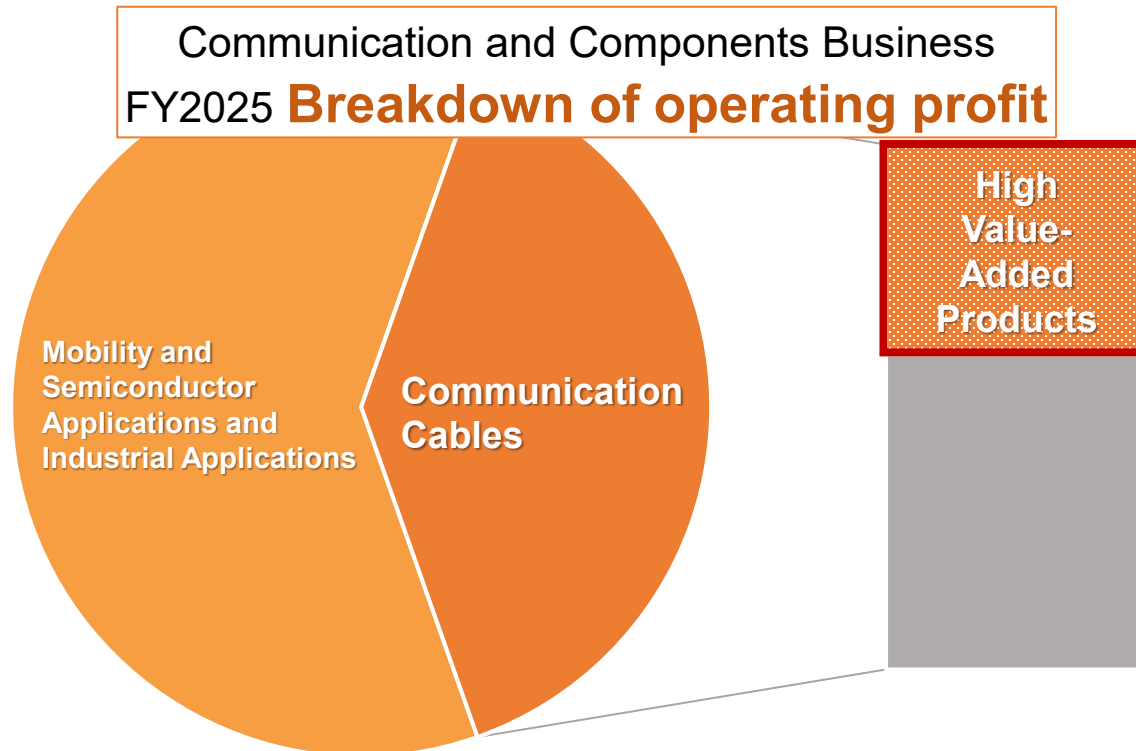 Communication and Components Business
FY2025 Breakdown of operating profit
Mobility and
Semiconductor
Applications and
Industrial Applications
Communication
Cables
High
Value-
Added
Products